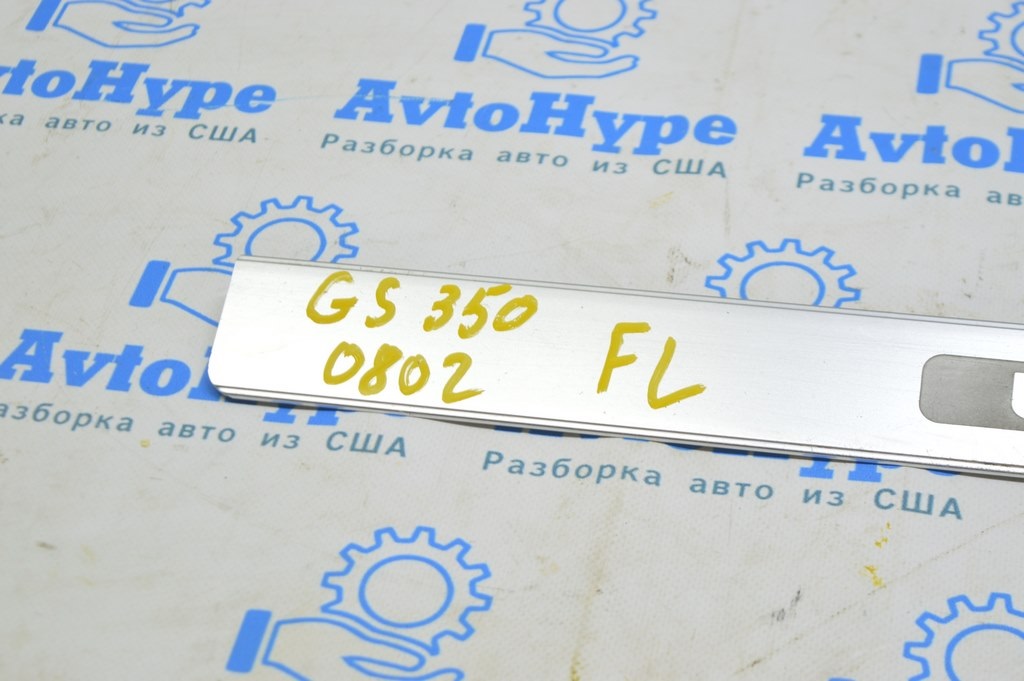 AvtoHype
Разборка авто из США
AvtoHype
Разборка авто из США
GS 350
0802
FL
Разборка авто из США